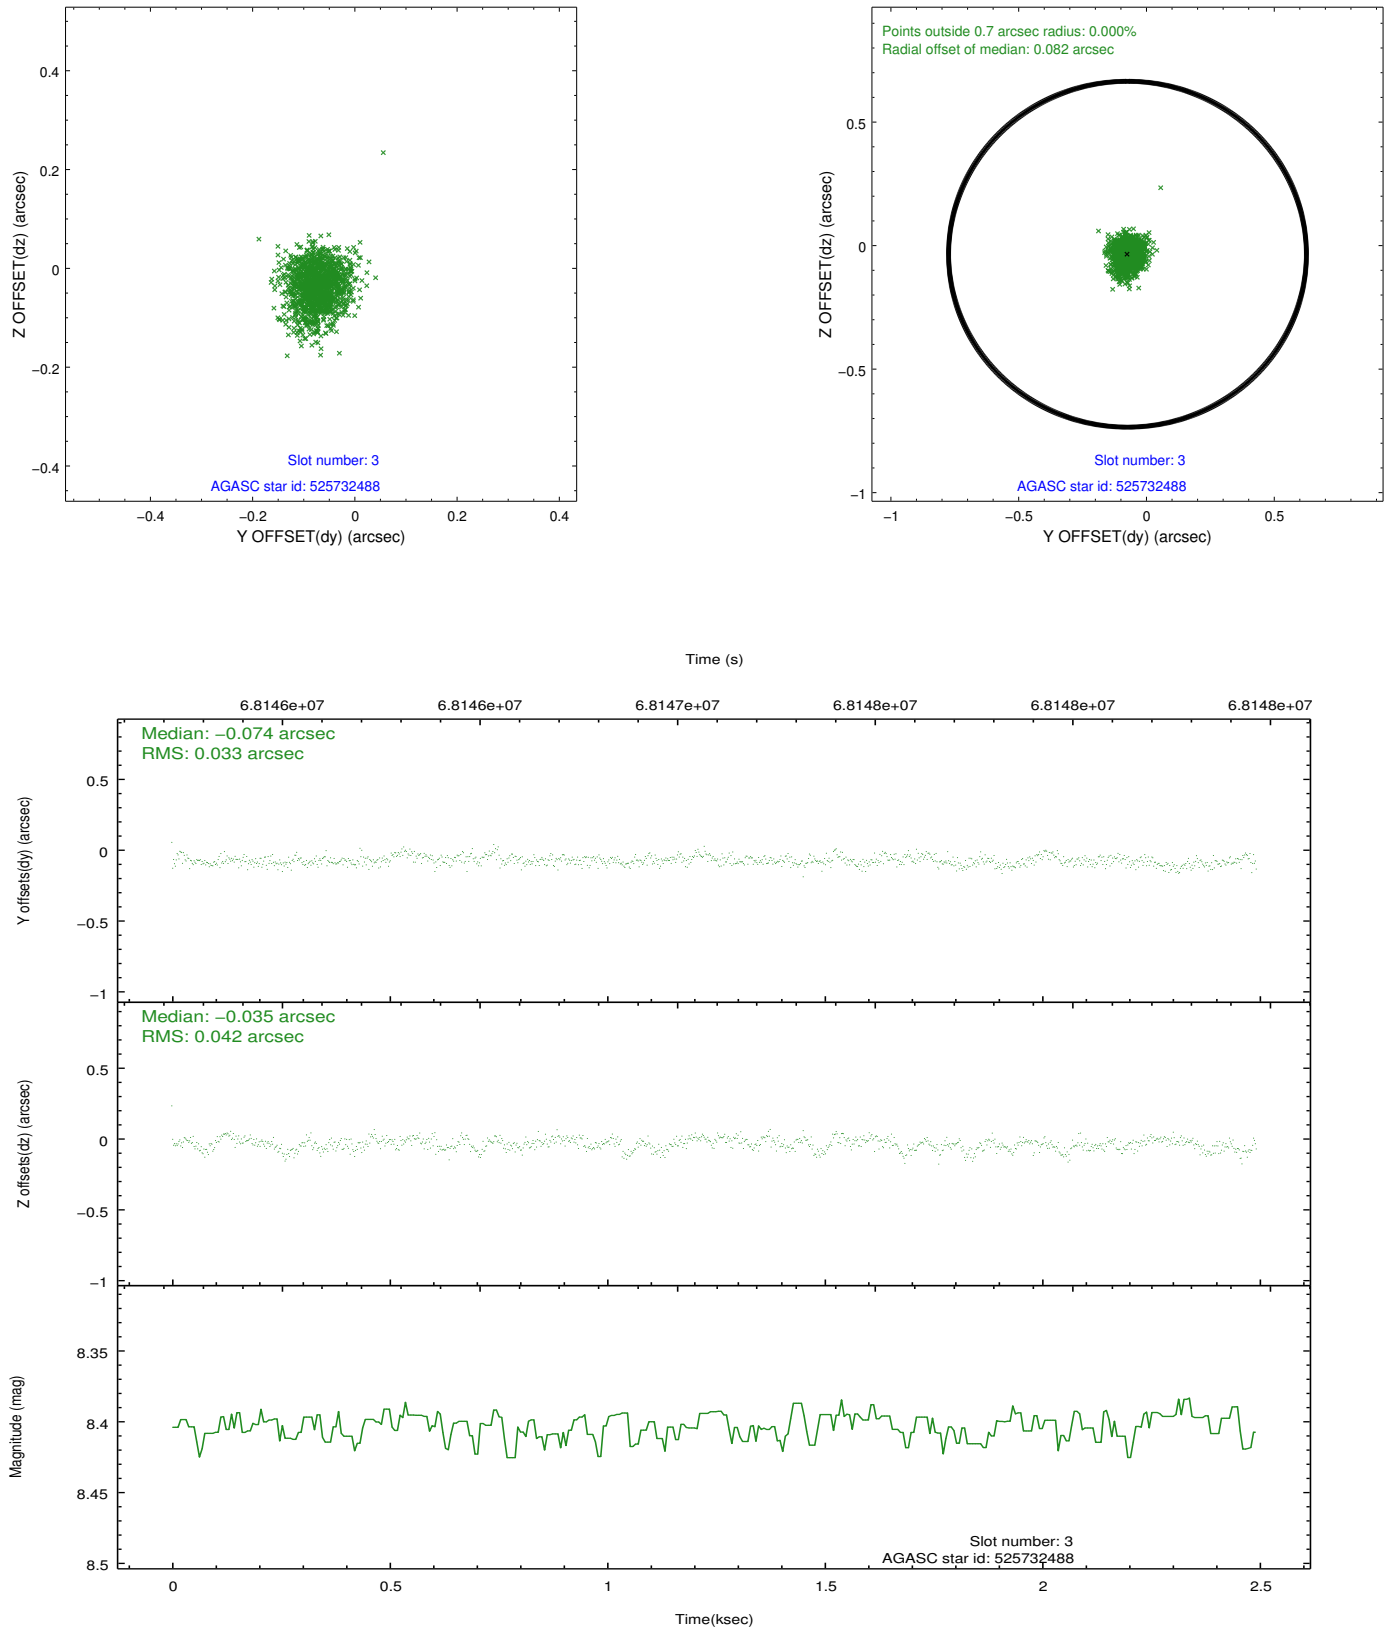 0.4
0.2
0
−0.2
−0.4
Z OFFSET(dz) (arcsec)
Slot number: 3
AGASC star id: 525732488
−0.4 −0.2 0 0.2 0.4
Y OFFSET(dy) (arcsec)
Points outside 0.7 arcsec radius: 0.000%
Radial offset of median: 0.082 arcsec
0.5
0
−0.5
−1
Z OFFSET(dz) (arcsec)
Slot number: 3
AGASC star id: 525732488
−1 −0.5 0 0.5
Y OFFSET(dy) (arcsec)
Time (s)
6.8146e+07 6.8146e+07 6.8147e+07 6.8148e+07 6.8148e+07 6.8148e+07
Median: −0.074 arcsec
RMS: 0.033 arcsec
0.5
0
−0.5
−1
Y offsets(dy) (arcsec)
Median: −0.035 arcsec
RMS: 0.042 arcsec
0.5
0
−0.5
−1
Z offsets(dz) (arcsec)
8.35
8.4
8.45
8.5
Magnitude (mag)
Slot number: 3
AGASC star id: 525732488
0 0.5 1 1.5 2 2.5
Time(ksec)